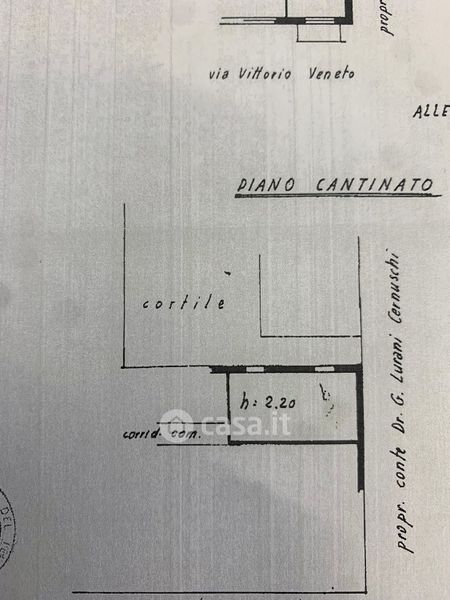 propr
via Vittorio Veneto
ALLE
PIANO CANTINATO
cortile
h: 2.20
casa.it
corrid. com.
propr. conte Dr. G. Lurani Cernuschi
DEL